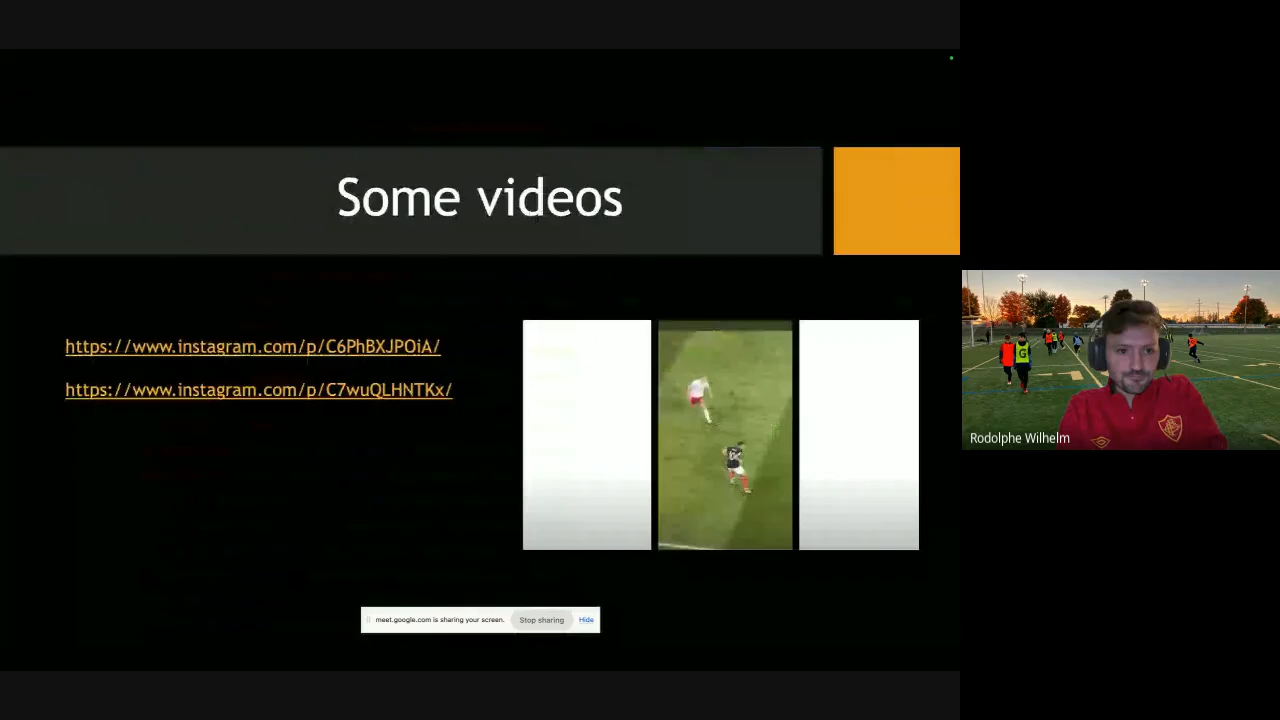 Some videos
https://www.instagram.com/p/C6PhBXJPOiA/
https://www.instagram.com/p/C7wuQLHNTKx/
meet.google.com is sharing your screen. Stop sharing Hide
Rodolphe Wilhelm